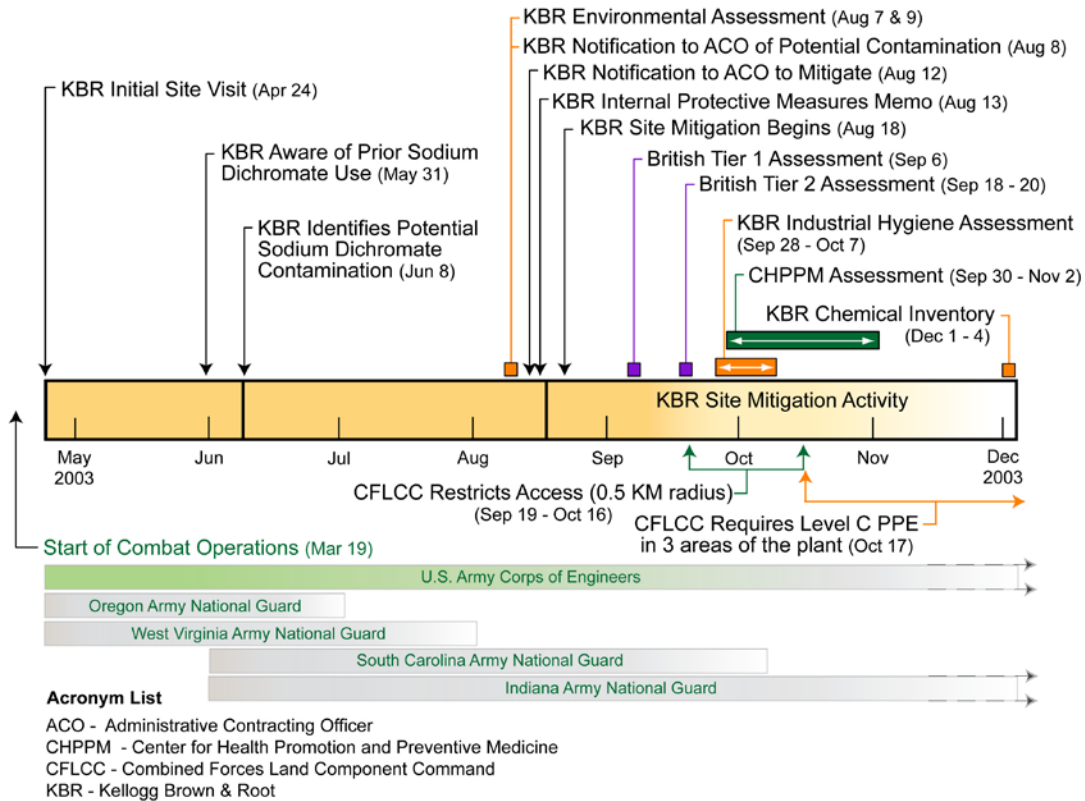 KBR Environmental Assessment (Aug 7 & 9)
KBR Notification to ACO of Potential Contamination (Aug 8)
KBR Notification to ACO to Mitigate (Aug 12)
KBR Initial Site Visit (Apr 24)
KBR Internal Protective Measures Memo (Aug 13)
KBR Site Mitigation Begins (Aug 18)
KBR Aware of Prior Sodium
Dichromate Use (May 31)
British Tier 1 Assessment (Sep 6)
British Tier 2 Assessment (Sep 18 - 20)
KBR Identifies Potential
Sodium Dichromate
Contamination (Jun 8)
KBR Industrial Hygiene Assessment
(Sep 28 - Oct 7)
CHPPM Assessment (Sep 30 - Nov 2)
KBR Chemical Inventory
(Dec 1 - 4)
KBR Site Mitigation Activity
May
2003
Jun
Jul
Aug
Sep
Oct
Nov
Dec
2003
CFLCC Restricts Access (0.5 KM radius)
(Sep 19 - Oct 16)
CFLCC Requires Level C PPE
in 3 areas of the plant (Oct 17)
Start of Combat Operations (Mar 19)
U.S. Army Corps of Engineers
Oregon Army National Guard
West Virginia Army National Guard
South Carolina Army National Guard
Indiana Army National Guard
Acronym List
ACO - Administrative Contracting Officer
CHPPM - Center for Health Promotion and Preventive Medicine
CFLCC - Combined Forces Land Component Command
KBR - Kellogg Brown & Root